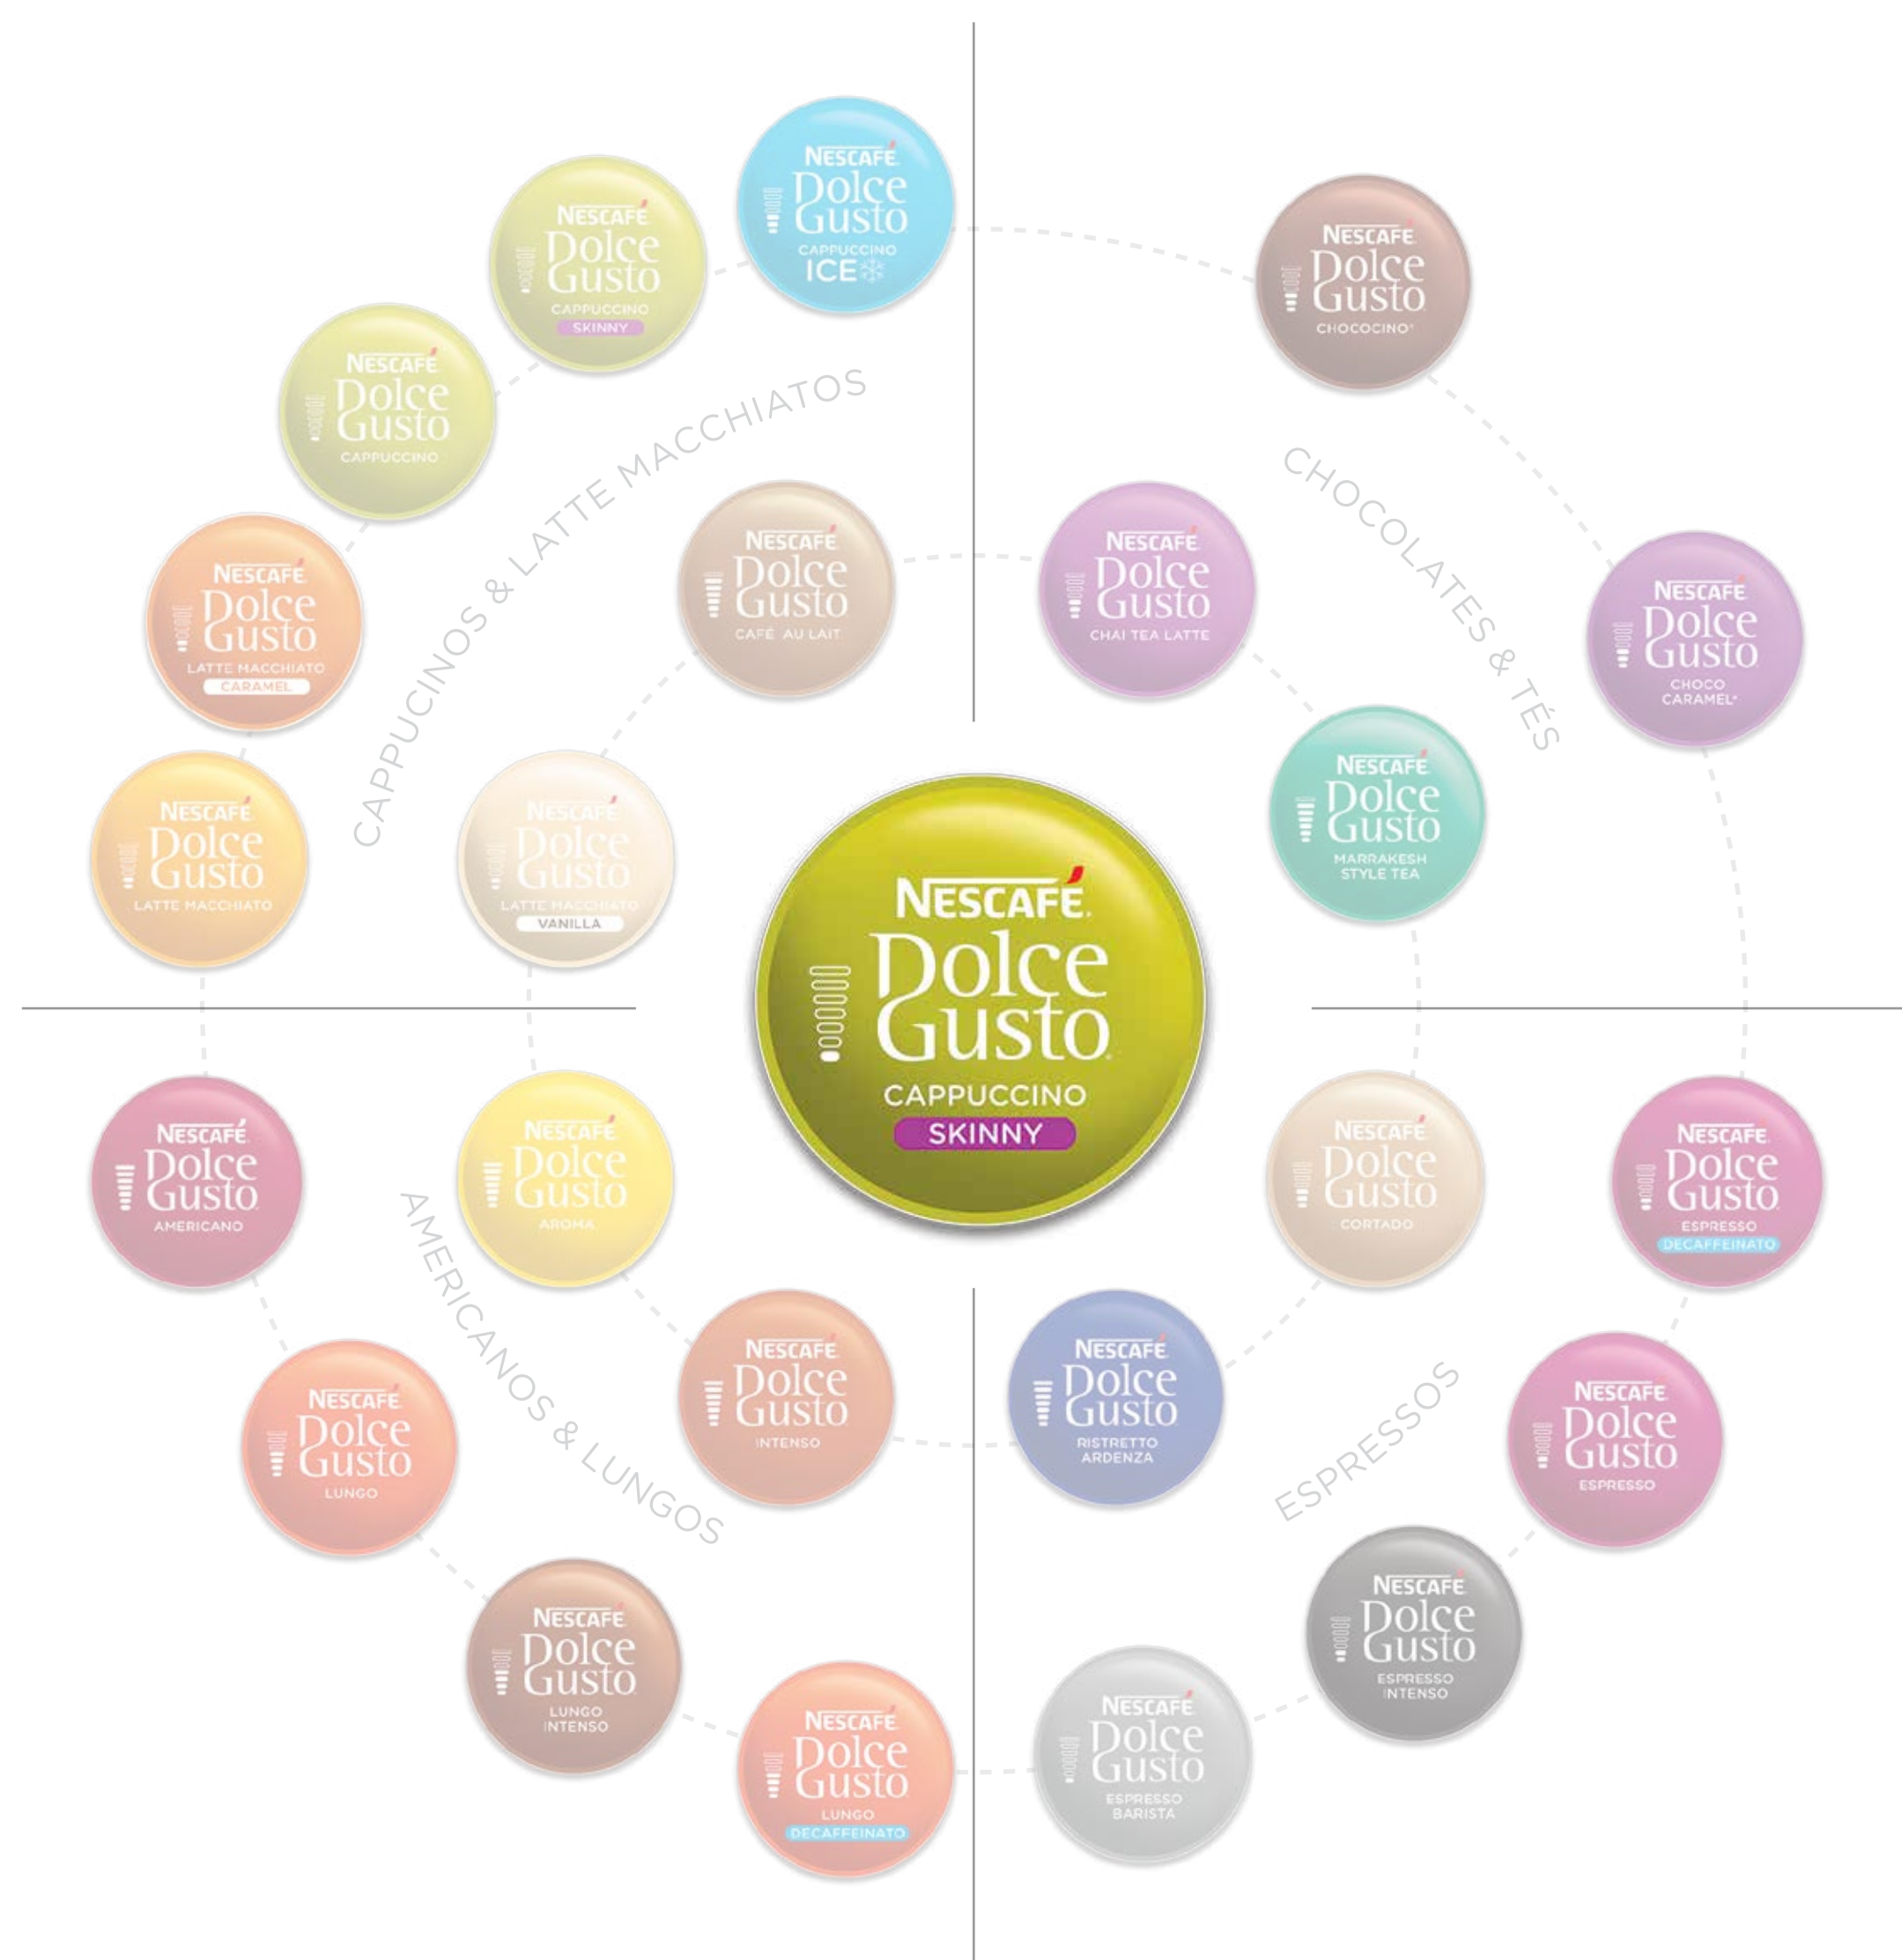 NESCAFÉ
Dolce
Gusto
CAPPUCCINO
ICE
NESCAFÉ
Dolce
Gusto
CAPPUCCINO
SKINNY
NESCAFÉ
Dolce
Gusto
CAPPUCCINO
NESCAFÉ
Dolce
Gusto
LATTE MACCHIATO
CARAMEL
NESCAFÉ
Dolce
Gusto
LATTE MACCHIATO
CAPPUCINOS & LATTE MACCHIATOS
NESCAFÉ
Dolce
Gusto
CAFÉ AU LAIT
NESCAFÉ
Dolce
Gusto
LATTE MACCHIATO
VANILLA
NESCAFÉ
Dolce
Gusto
CHOCOCINO*
CHOCOLATES & TÉS
NESCAFÉ
Dolce
Gusto
CHAI TEA LATTE
NESCAFÉ
Dolce
Gusto
CHOCO
CARAMEL*
NESCAFÉ
Dolce
Gusto
MARRAKESH
STYLE TEA
NESCAFÉ
Dolce
Gusto
CAPPUCCINO
SKINNY
NESCAFÉ
Dolce
Gusto
AMERICANO
NESCAFÉ
Dolce
Gusto
AROMA
AMERICANOS & LUNGOS
NESCAFÉ
Dolce
Gusto
INTENSO
NESCAFÉ
Dolce
Gusto
LUNGO
NESCAFÉ
Dolce
Gusto
LUNGO
INTENSO
NESCAFÉ
Dolce
Gusto
LUNGO
DECAFFEINATO
NESCAFÉ
Dolce
Gusto
CORTADO
NESCAFÉ
Dolce
Gusto
ESPRESSO
DECAFFEINATO
NESCAFÉ
Dolce
Gusto
RISTRETTO
ARDENZA
ESPRESSOS
NESCAFÉ
Dolce
Gusto
ESPRESSO
NESCAFÉ
Dolce
Gusto
ESPRESSO
INTENSO
NESCAFÉ
Dolce
Gusto
ESPRESSO
BARISTA